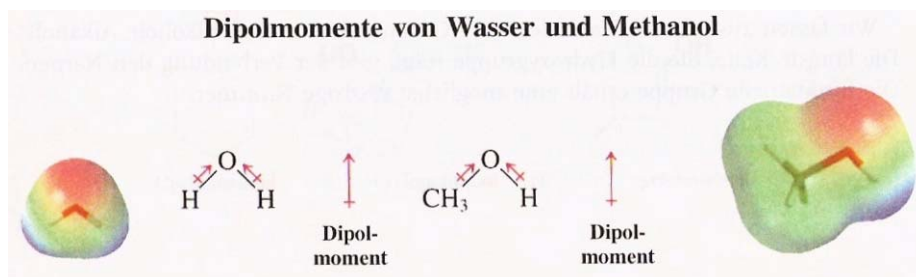 Dipolmomente von Wasser und Methanol
O
H H
Dipol-
moment
O
CH₃ H
Dipol-
moment